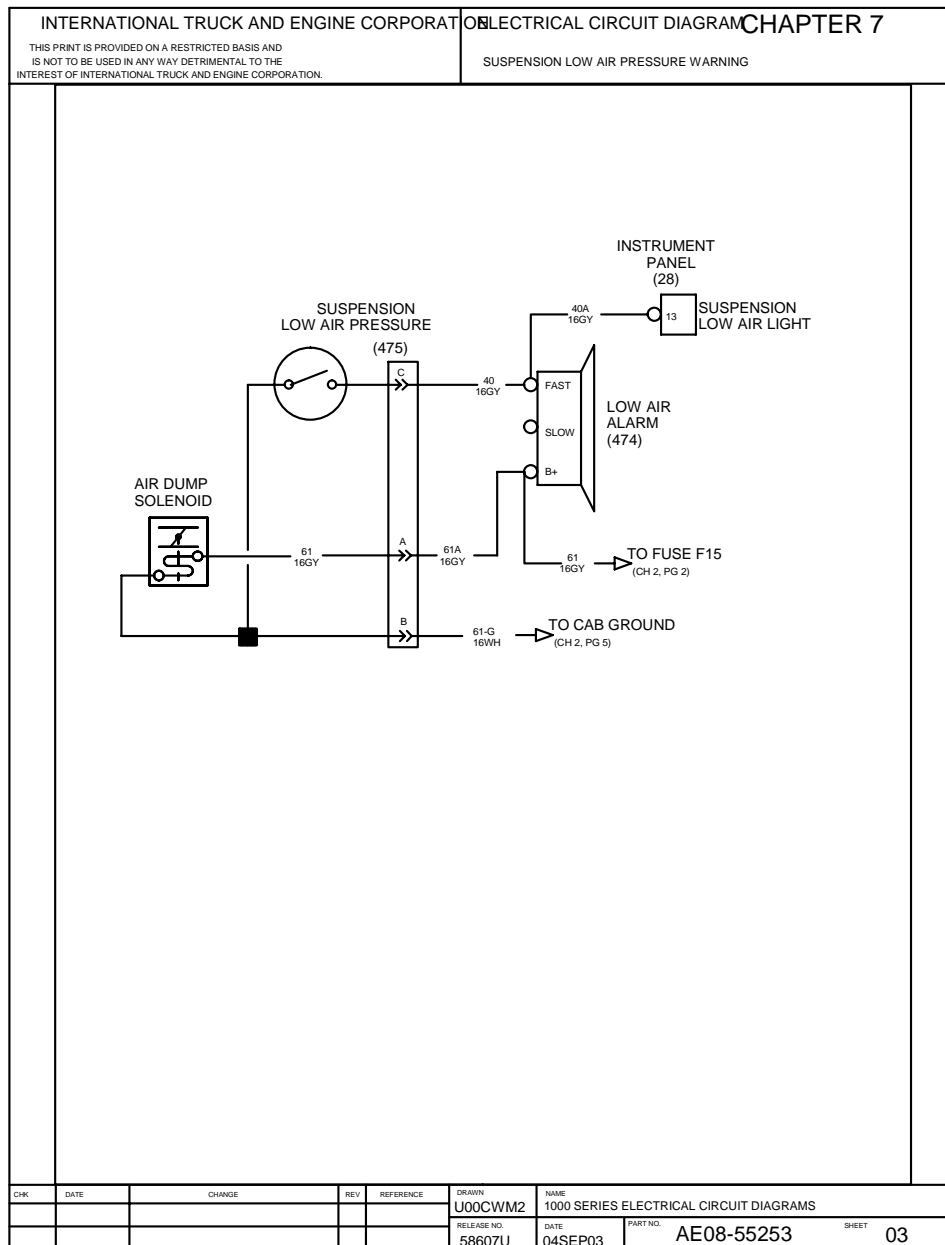 INTERNATIONAL TRUCK AND ENGINE CORPORATION
THIS PRINT IS PROVIDED ON A RESTRICTED BASIS AND
IS NOT TO BE USED IN ANY WAY DETRIMENTAL TO THE
INTEREST OF INTERNATIONAL TRUCK AND ENGINE CORPORATION.
ELECTRICAL CIRCUIT DIAGRAM
CHAPTER 7
SUSPENSION LOW AIR PRESSURE WARNING
INSTRUMENT
PANEL
(28)
40A
16GY
13
SUSPENSION
LOW AIR LIGHT
SUSPENSION
LOW AIR PRESSURE
(475)
C
40
16GY
FAST
SLOW
B+
LOW AIR
ALARM
(474)
AIR DUMP
SOLENOID
61
16GY
A
61A
16GY
61
16GY
TO FUSE F15
(CH 2, PG 2)
B
61-G
16WH
TO CAB GROUND
(CH 2, PG 5)
CHK
DATE
CHANGE
REV
REFERENCE
DRAWN
U00CWM2
NAME
1000 SERIES ELECTRICAL CIRCUIT DIAGRAMS
RELEASE NO.
58607U
DATE
04SEP03
PART NO.
AE08-55253
SHEET
03